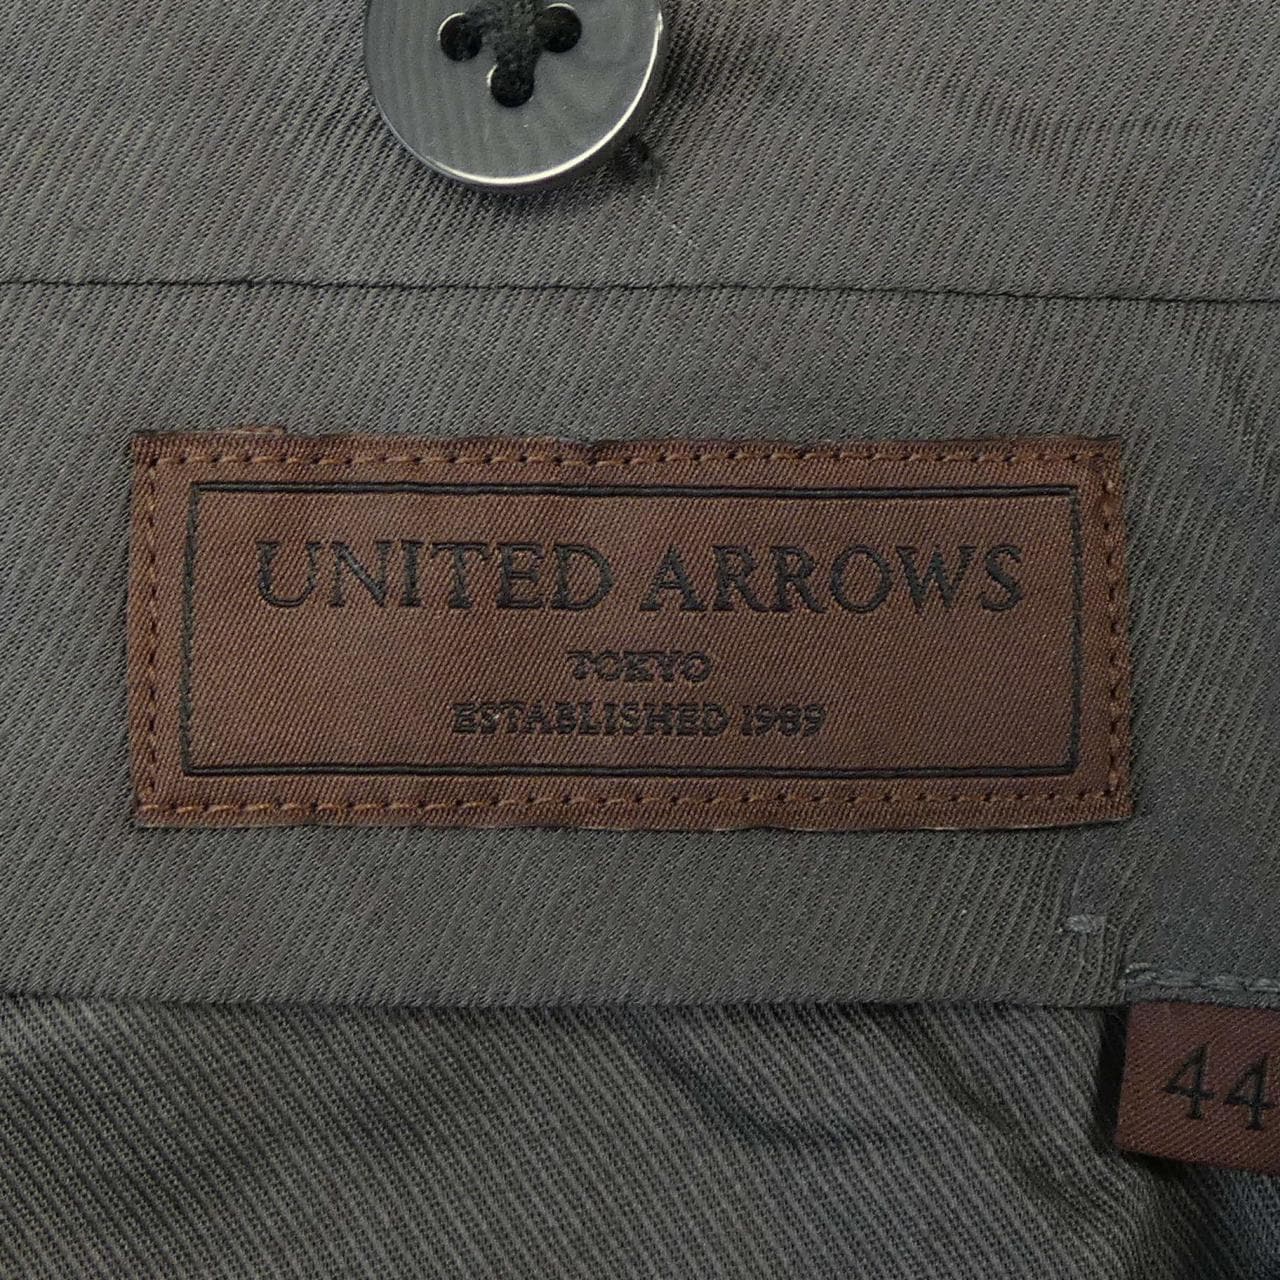 UNITED ARROWS
TOKYO
ESTABLISHED 1989
44